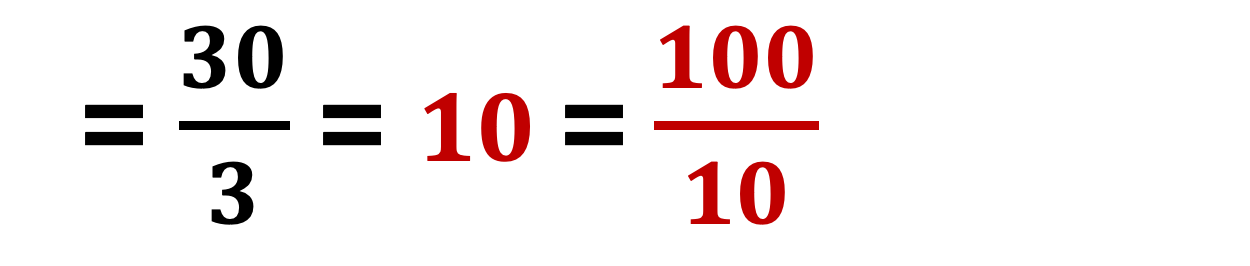 = 30/3 = 10 = 100/10